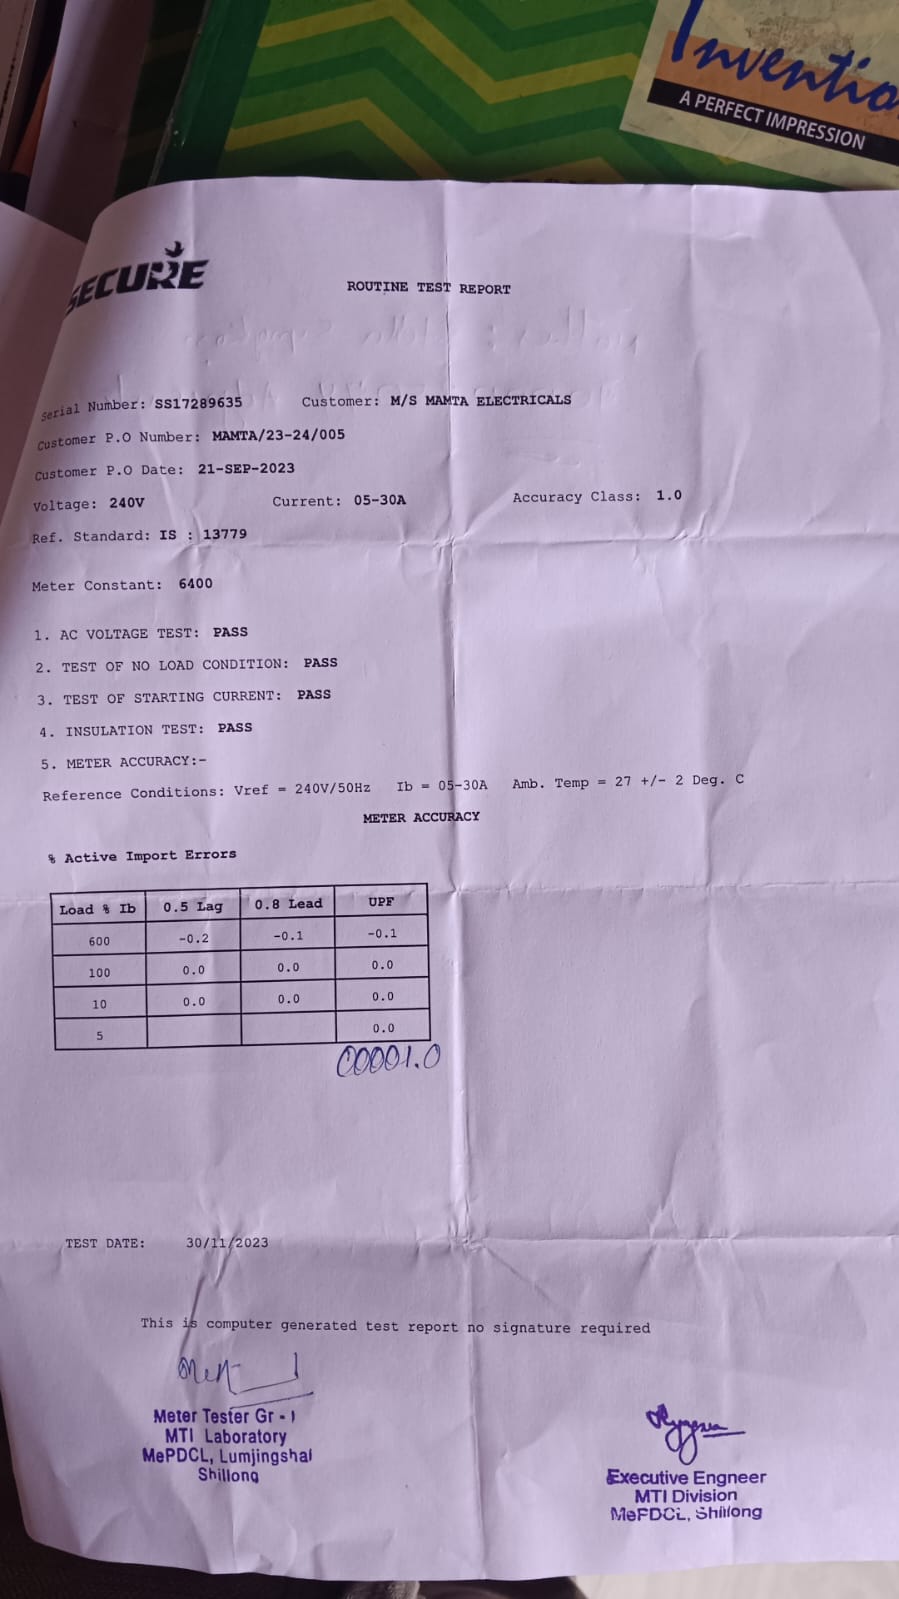 Inventio
A PERFECT IMPRESSION
SECURE
ROUTINE TEST REPORT
Serial Number: SS17289635 Customer: M/S MAMTA ELECTRICALS
Customer P.O Number: MAMTA/23-24/005
Customer P.O Date: 21-SEP-2023
Voltage: 240V Current: 05-30A Accuracy Class: 1.0
Ref. Standard: IS : 13779
Meter Constant: 6400
1. AC VOLTAGE TEST: PASS
2. TEST OF NO LOAD CONDITION: PASS
3. TEST OF STARTING CURRENT: PASS
4. INSULATION TEST: PASS
5. METER ACCURACY:-
Reference Conditions: Vref = 240V/50Hz Ib = 05-30A Amb. Temp = 27 +/- 2 Deg. C
METER ACCURACY
% Active Import Errors
Load % Ib 0.5 Lag 0.8 Lead UPF
600 -0.2 -0.1 -0.1
100 0.0 0.0 0.0
10 0.0 0.0 0.0
5 0.0
00001.0
TEST DATE: 30/11/2023
This is computer generated test report no signature required
Meter Tester Gr - I
MTI Laboratory
MePDCL, Lumjingshai
Shillong
Executive Engneer
MTI Division
MePDCL, Shillong